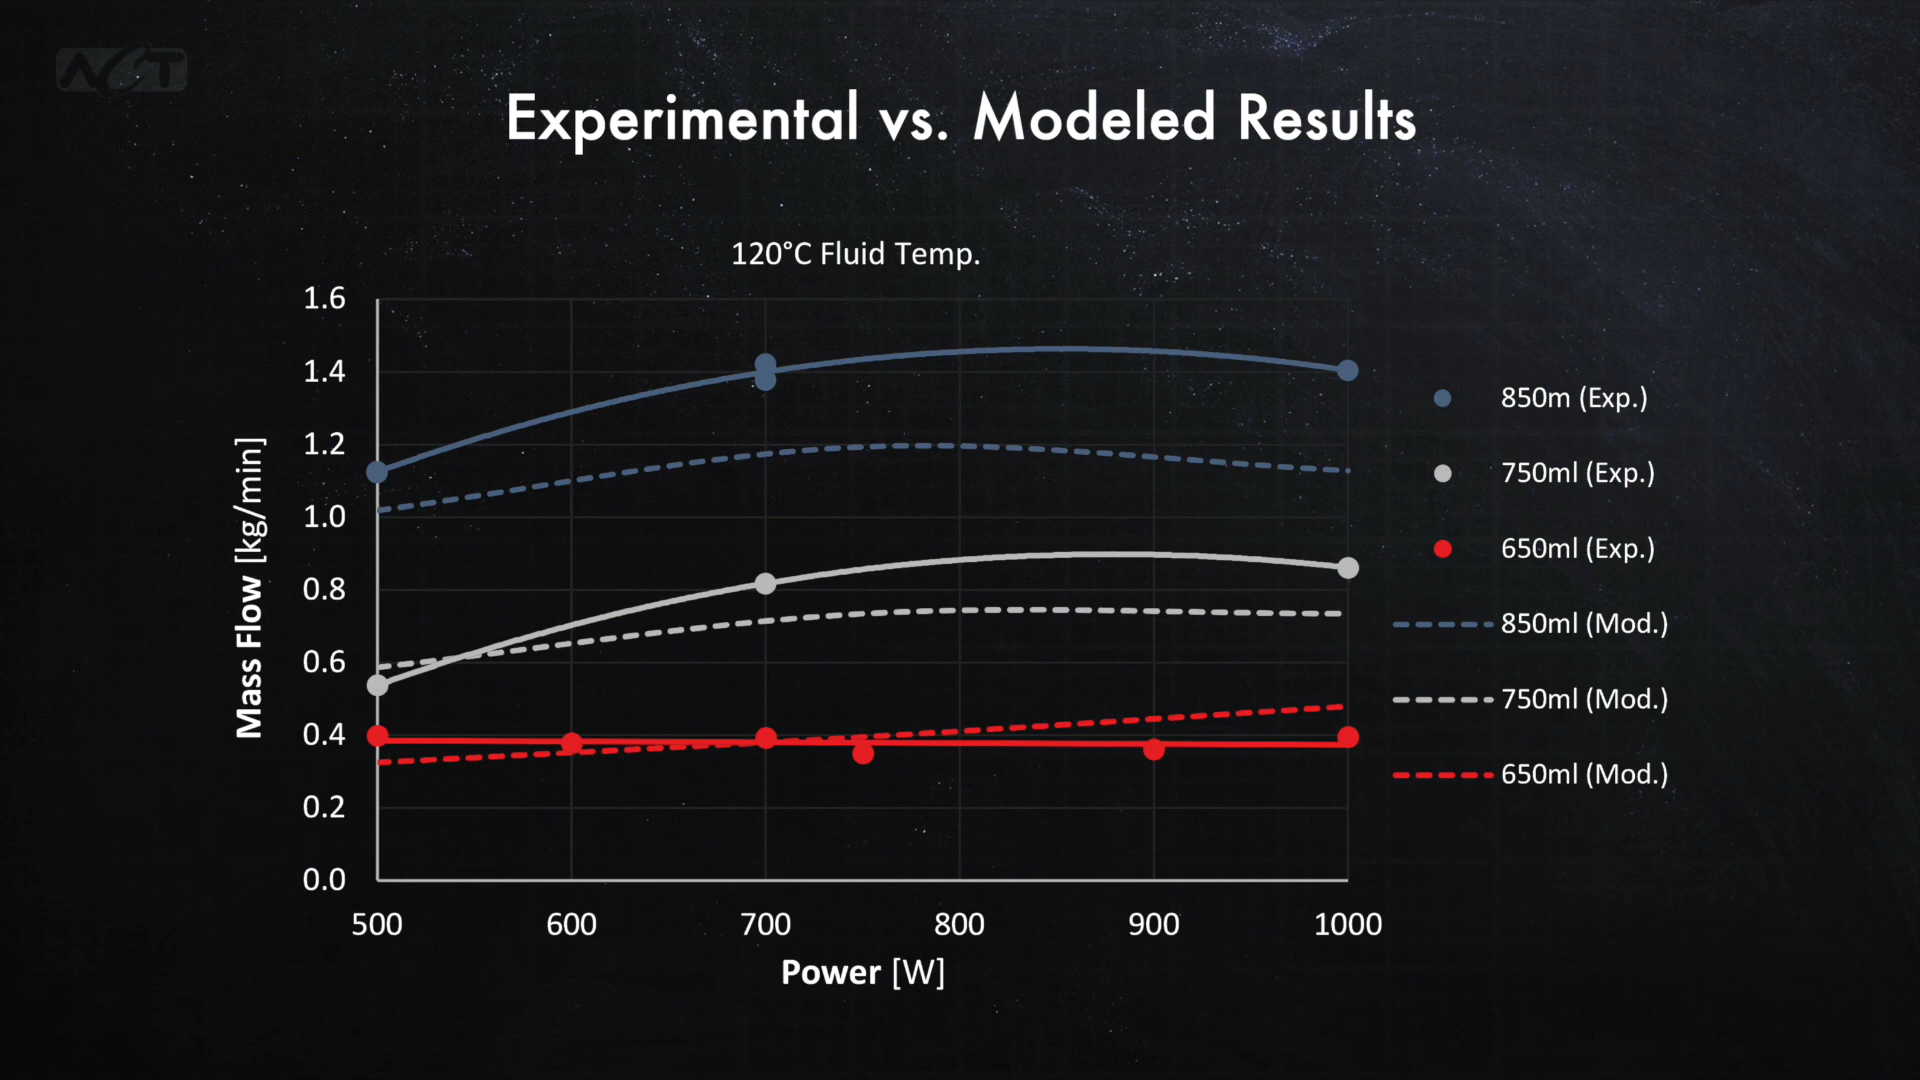 ACT
Experimental vs. Modeled Results
120°C Fluid Temp.
1.6
1.4
1.2
1.0
0.8
0.6
0.4
0.2
0.0
Mass Flow [kg/min]
500 600 700 800 900 1000
Power [W]
850m (Exp.)
750ml (Exp.)
650ml (Exp.)
850ml (Mod.)
750ml (Mod.)
650ml (Mod.)